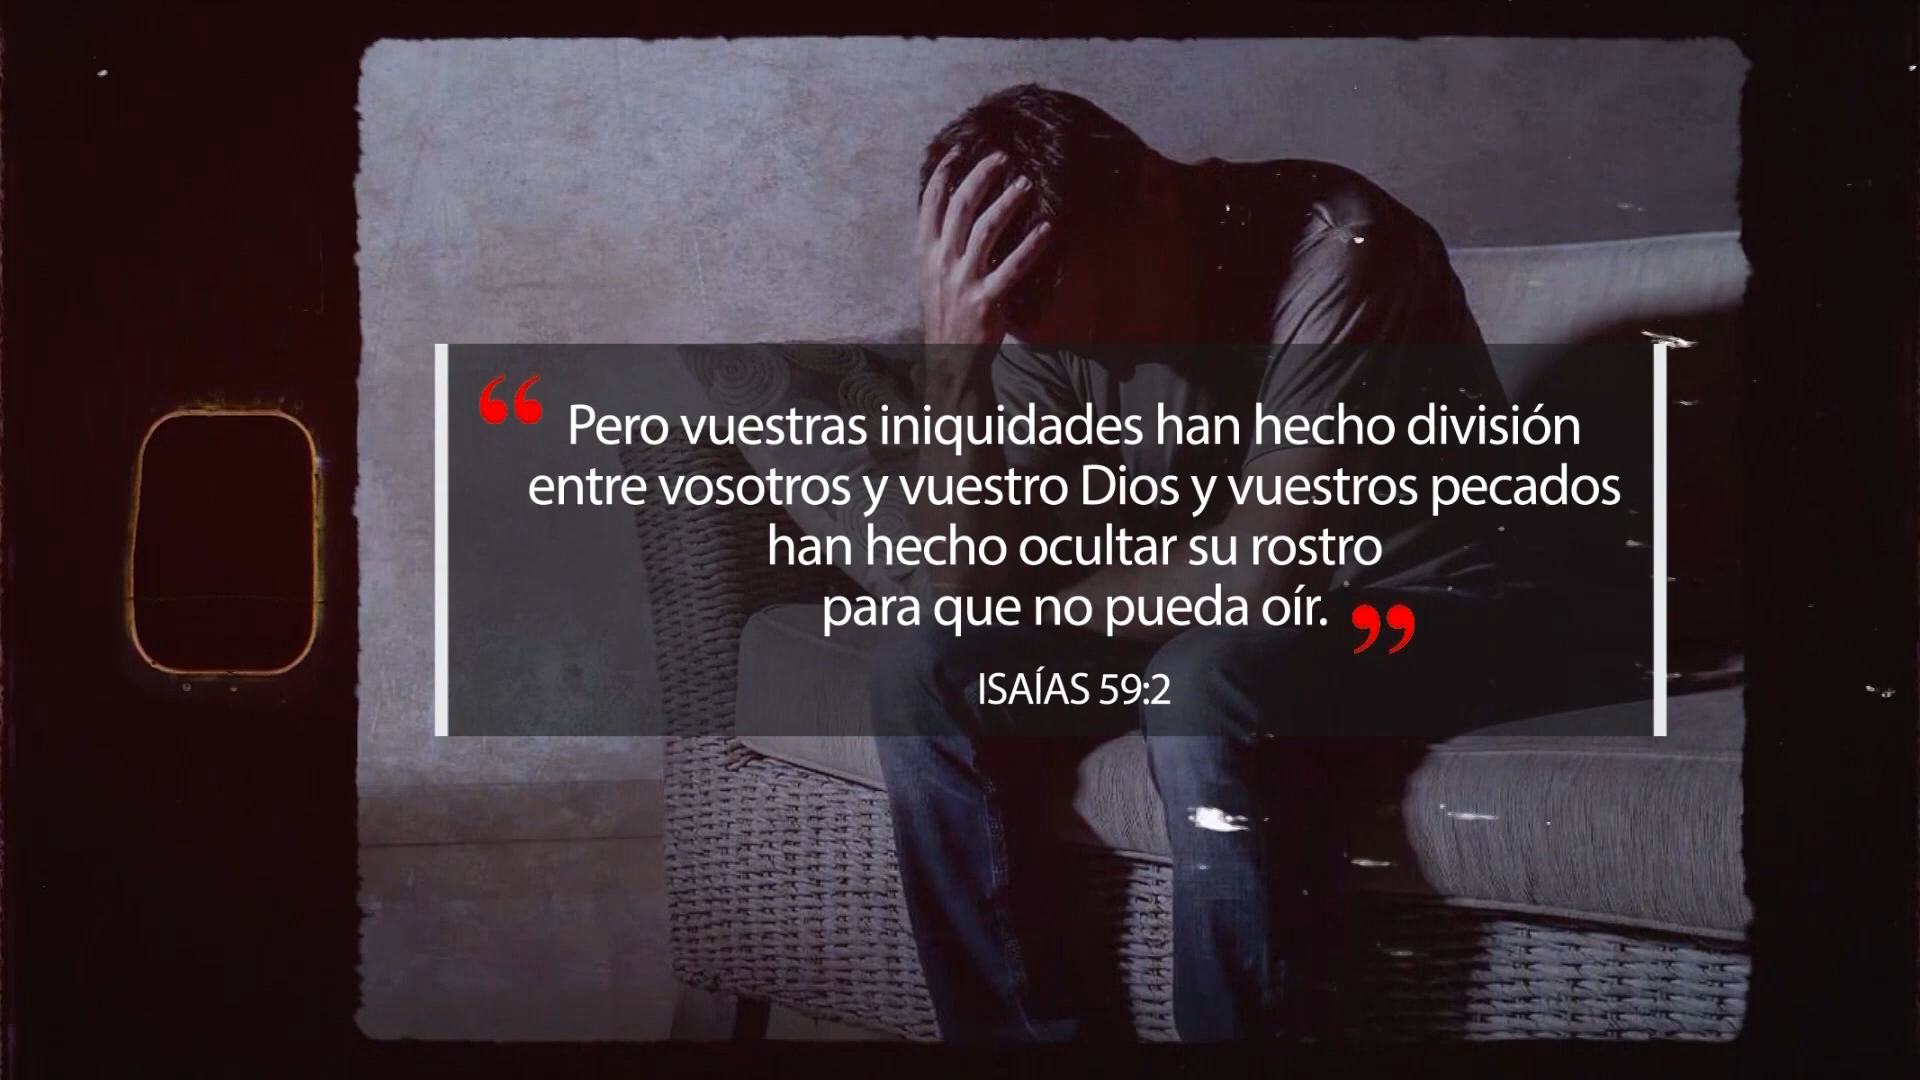 “ Pero vuestras iniquidades han hecho división
entre vosotros y vuestro Dios y vuestros pecados
han hecho ocultar su rostro
para que no pueda oír. ”
ISAÍAS 59:2